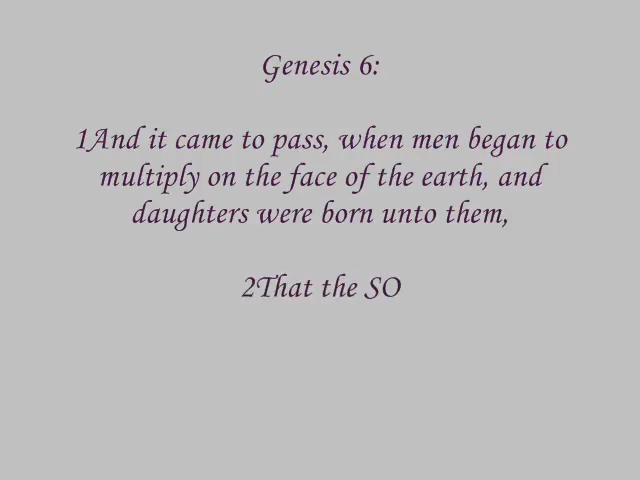 Genesis 6:
1And it came to pass, when men began to
multiply on the face of the earth, and
daughters were born unto them,
2That the SO